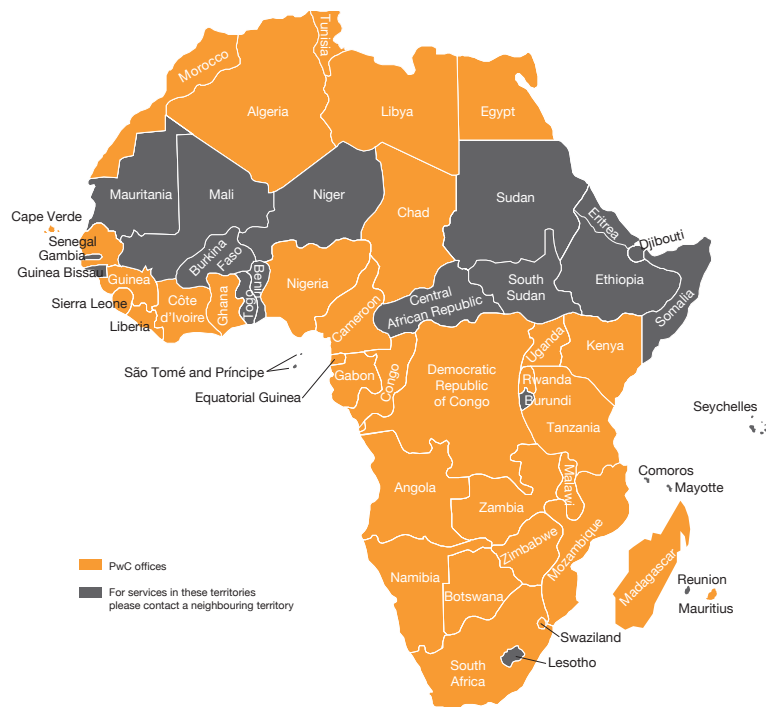 Tunisia
Morocco
Algeria
Libya
Egypt
Mauritania
Mali
Niger
Sudan
Chad
Cape Verde
Senegal
Gambia
Guinea Bissau
Eritrea
Djibouti
Burkina
Faso
Benin
Togo
Guinea
Nigeria
South
Sudan
Ethiopia
Somalia
Central
African Republic
Sierra Leone
Côte
d'Ivoire
Ghana
Cameroon
Liberia
Uganda
Kenya
São Tomé and Príncipe
Equatorial Guinea
Gabon
Congo
Democratic
Republic
of Congo
Rwanda
Burundi
Tanzania
Seychelles
Comoros
Mayotte
Angola
Zambia
Malawi
Mozambique
Zimbabwe
Madagascar
PwC offices
For services in these territories
please contact a neighbouring territory
Namibia
Botswana
Reunion
Mauritius
Swaziland
Lesotho
South
Africa